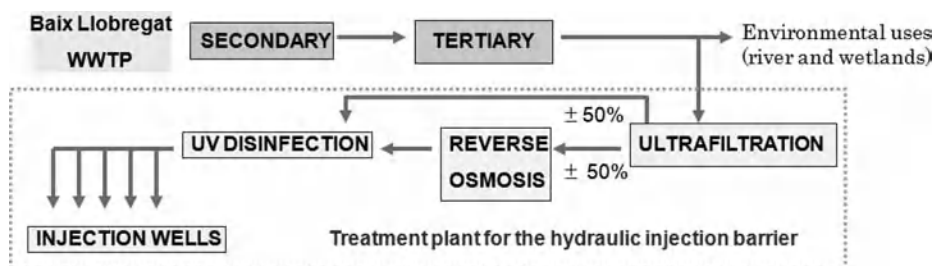 Baix Llobregat
WWTP
SECONDARY
TERTIARY
Environmental uses
(river and wetlands)
± 50%
UV DISINFECTION
REVERSE
OSMOSIS
± 50%
ULTRAFILTRATION
INJECTION WELLS
Treatment plant for the hydraulic injection barrier